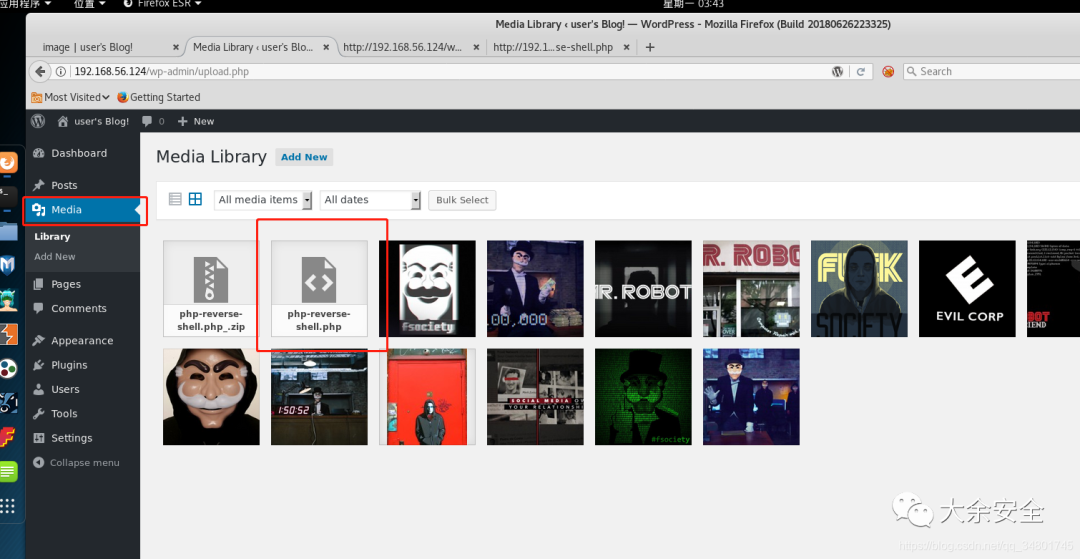 应用程序 位置 Firefox ESR 星期一 03:43
Media Library ‹ user's Blog! — WordPress - Mozilla Firefox (Build 20180626223325)
image | user's Blog! Media Library ‹ user's Blo... http://192.168.56.124/w... http://192.1...se-shell.php
192.168.56.124/wp-admin/upload.php Search
Most Visited Getting Started
user's Blog! 0 New
Dashboard
Posts
Media
Library
Add New
Pages
Comments
Appearance
Plugins
Users
Tools
Settings
Collapse menu
Media Library Add New
All media items All dates Bulk Select
php-reverse-
shell.php_.zip
php-reverse-
shell.php
fsociety
00,000
MR. ROBOT
R. ROBO
SOCIETY
EVIL CORP
1:50:52
SOCIAL MEDIA
YOUR RELATIONSH
#fsociety
大余安全
https://blog.csdn.net/qq_34801745